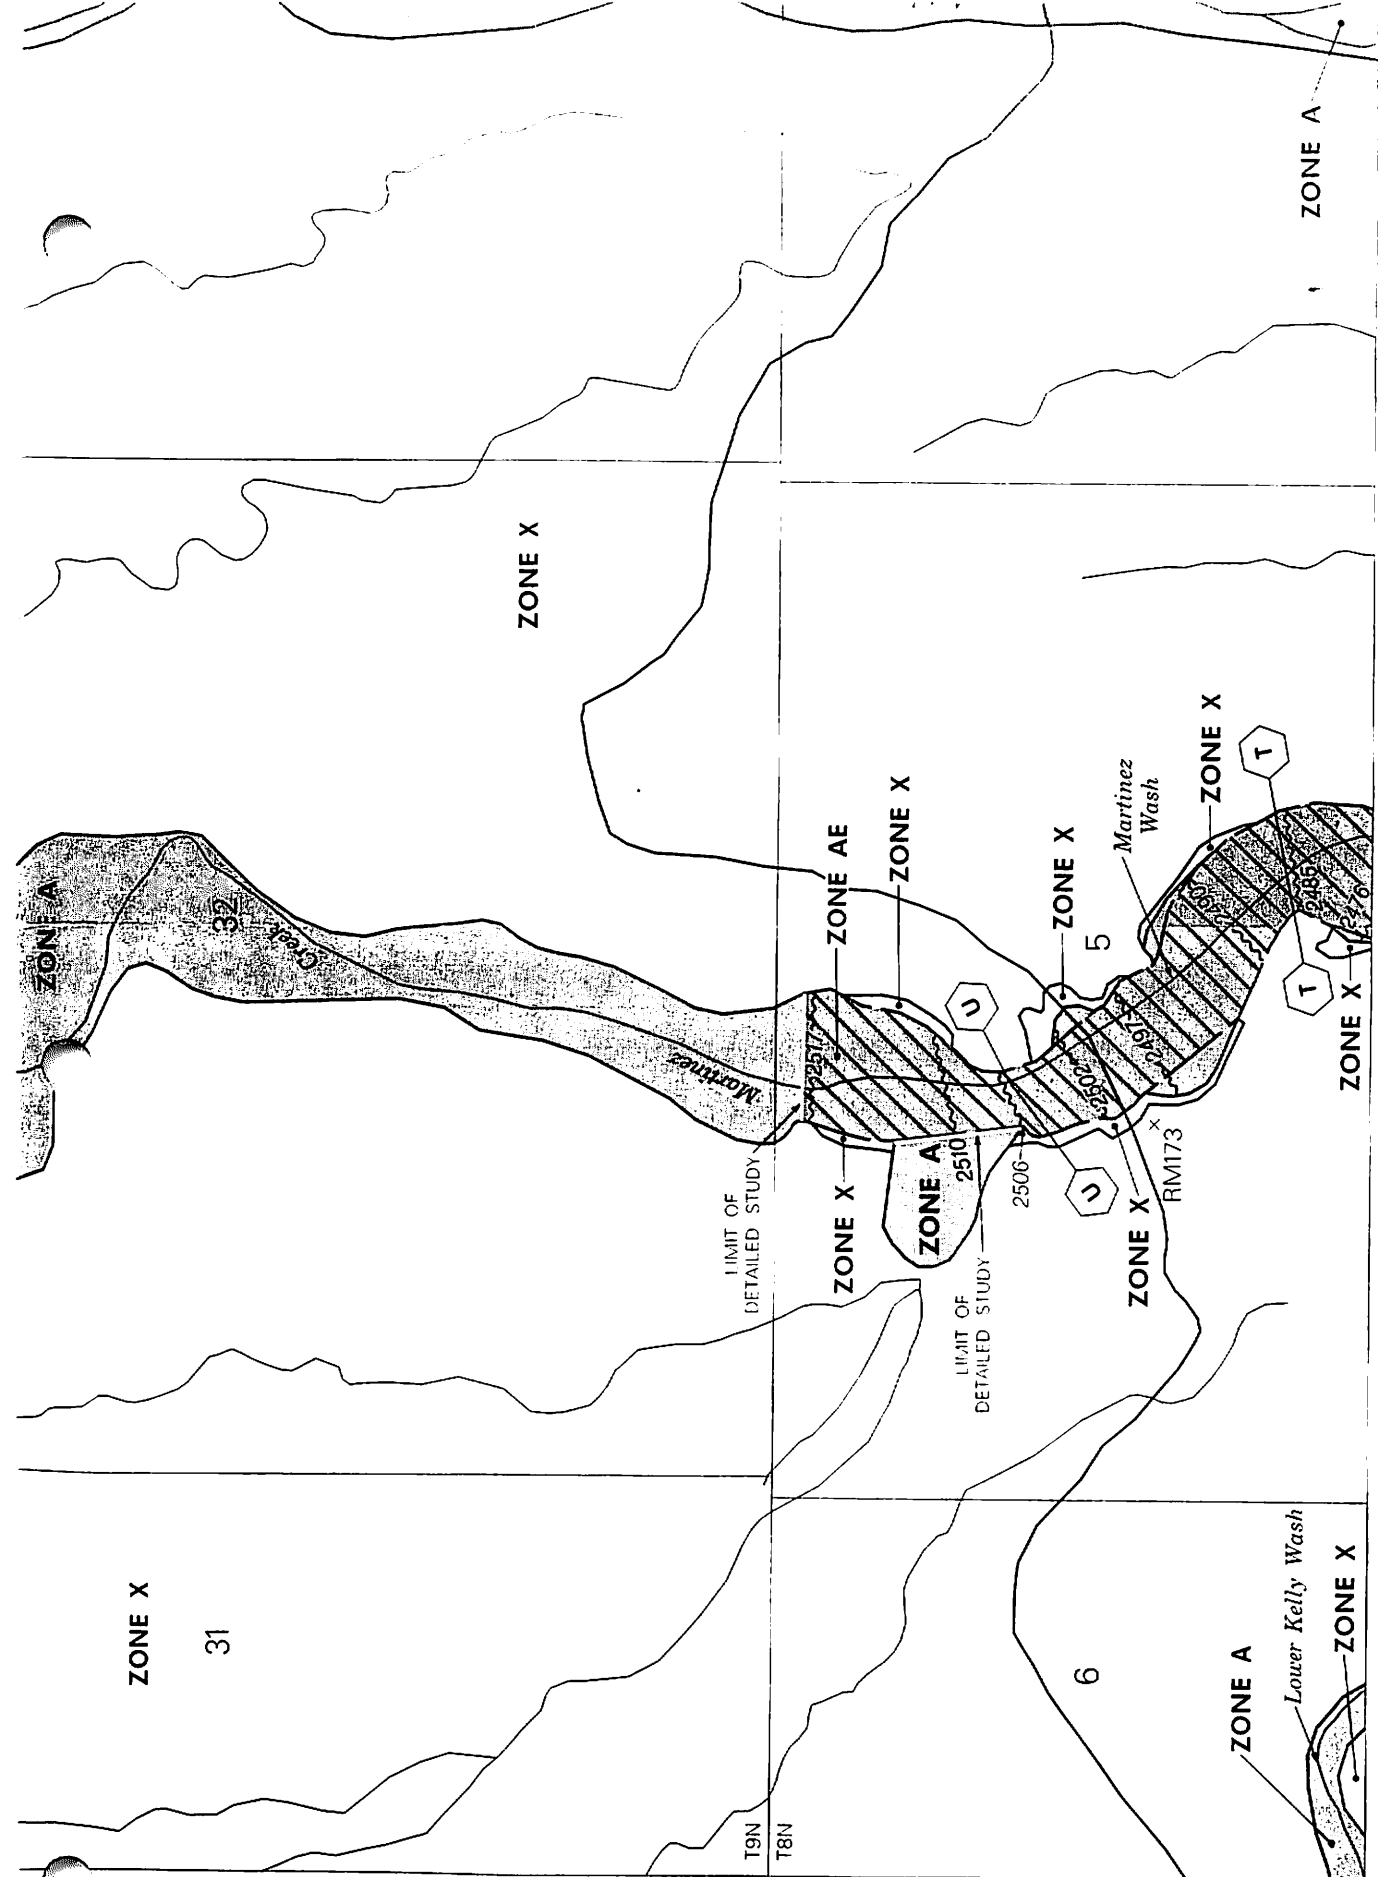 ZONE A
32
Creek
Martinez
ZONE X
ZONE A
ZONE AE
ZONE X
ZONE X
5
Martinez
Wash
ZONE X
T
T
U
U
2517
2510
2506
2502
2497
2490
2485
2476
ZONE X
LIMIT OF
DETAILED STUDY
ZONE X
ZONE A
LIMIT OF
DETAILED STUDY
ZONE X
RM173
ZONE X
31
T9N
T8N
6
ZONE A
Lower Kelly Wash
ZONE X